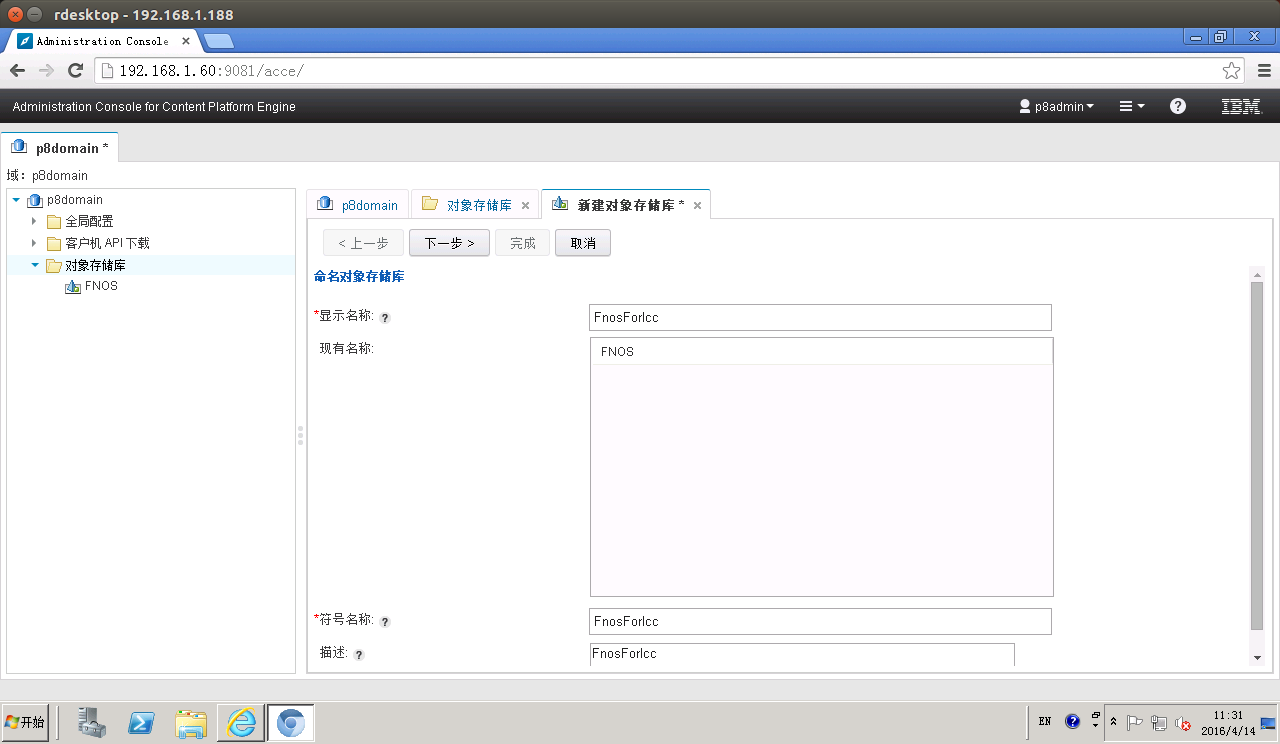 rdesktop - 192.168.1.188
Administration Console
192.168.1.60:9081/acce/
Administration Console for Content Platform Engine
p8admin
IBM
p8domain *
域: p8domain
p8domain
全局配置
客户机 API 下载
对象存储库
FNOS
p8domain
对象存储库
新建对象存储库 *
< 上一步
下一步 >
完成
取消
命名对象存储库
*显示名称: ?
FnosForIcc
现有名称:
FNOS
*符号名称: ?
FnosForIcc
描述: ?
FnosForIcc
开始
EN
11:31
2016/4/14